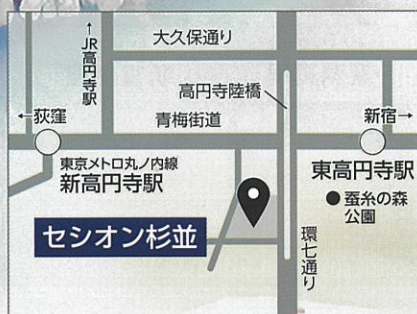 ↑JR高円寺駅
大久保通り
高円寺陸橋
←荻窪
青梅街道
新宿→
東京メトロ丸ノ内線
新高円寺駅
東高円寺駅
●蚕糸の森
公園
セシオン杉並
環七通り